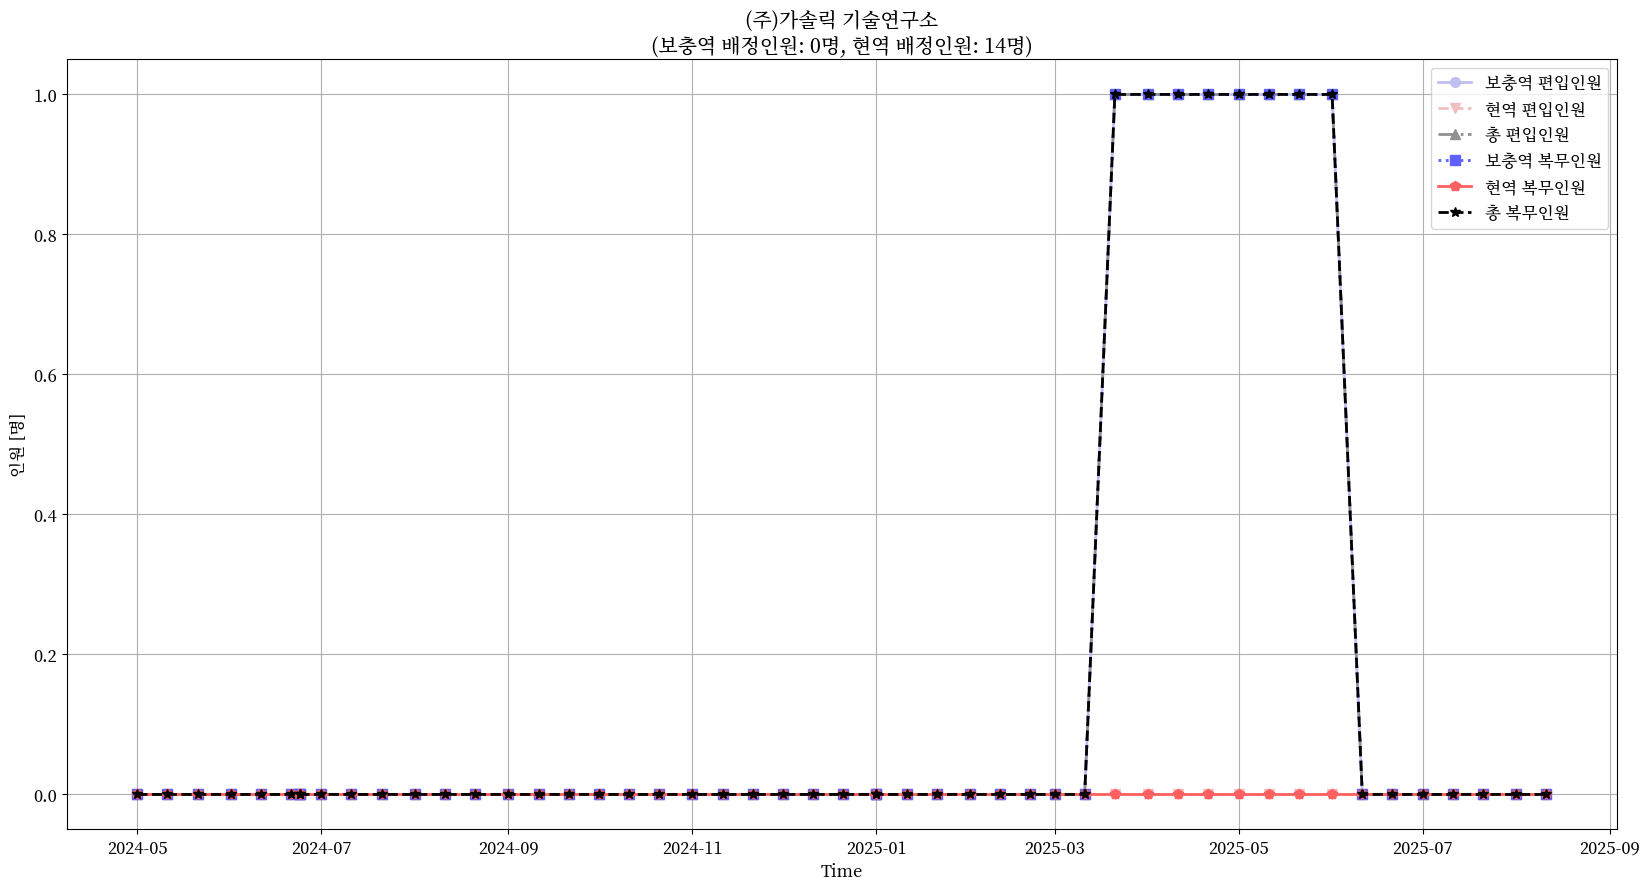 (주)가솔릭 기술연구소
(보충역 배정인원: 0명, 현역 배정인원: 14명)
보충역 편입인원
현역 편입인원
총 편입인원
보충역 복무인원
현역 복무인원
총 복무인원
인원 [명]
1.0
0.8
0.6
0.4
0.2
0.0
2024-05
2024-07
2024-09
2024-11
2025-01
2025-03
2025-05
2025-07
2025-09
Time